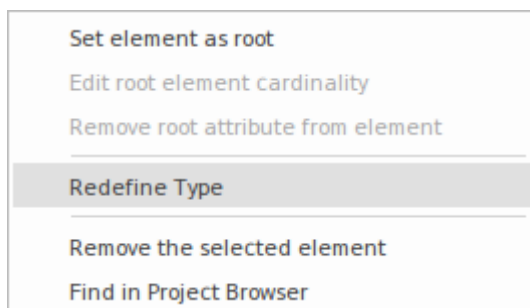 Set element as root
Edit root element cardinality
Remove root attribute from element
Redefine Type
Remove the selected element
Find in Project Browser